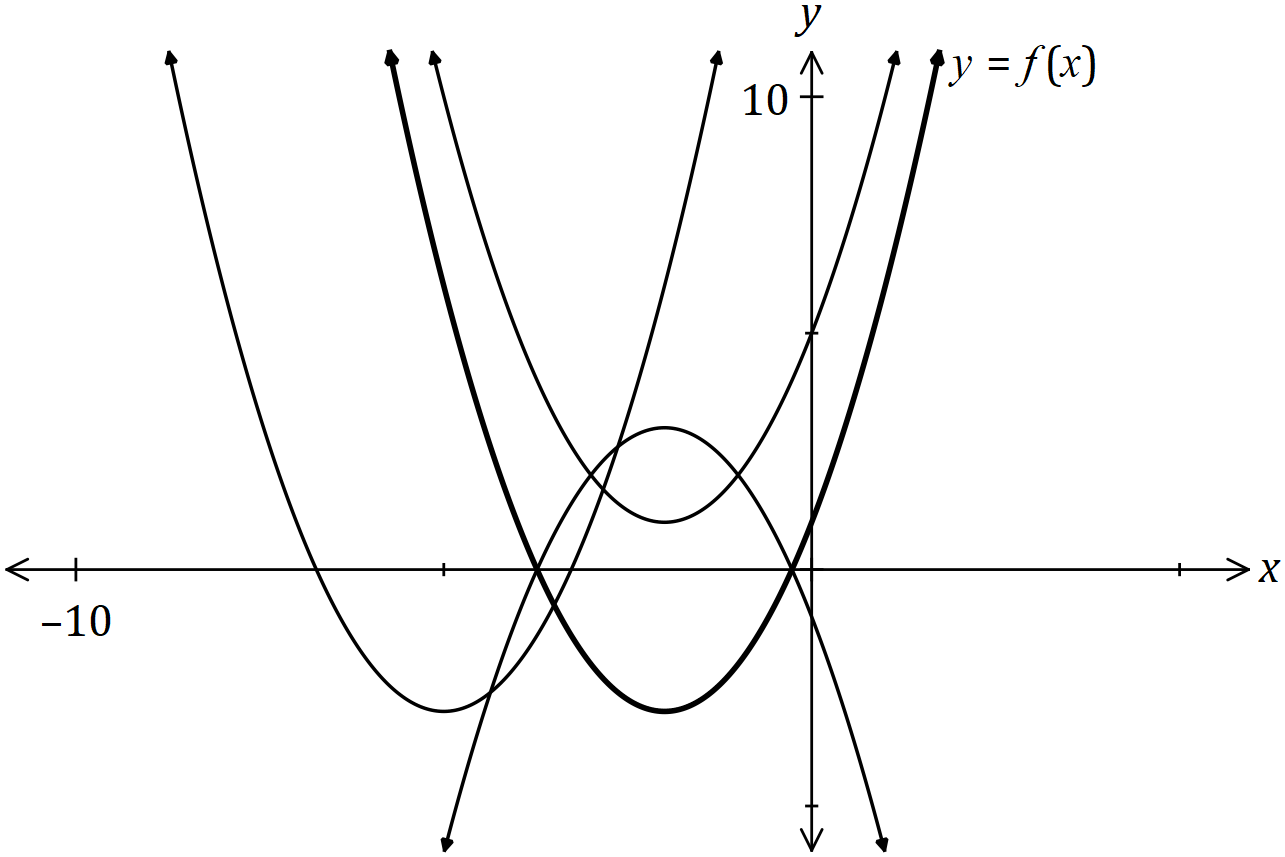 y
y = f(x)
10
x
–10